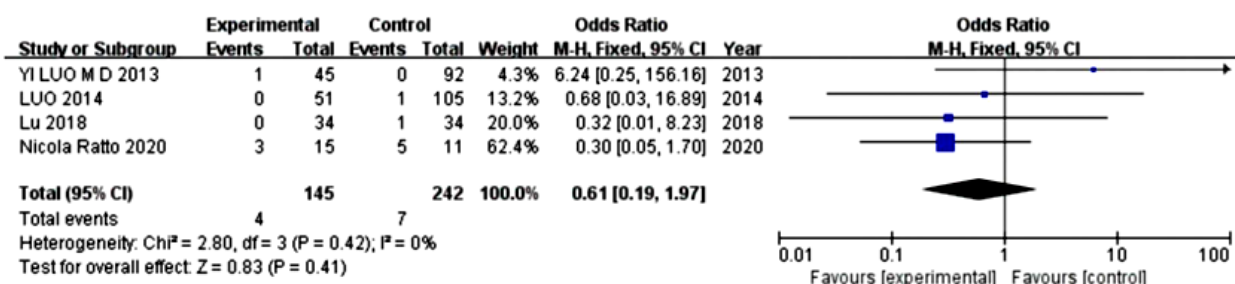 Experimental Control Odds Ratio Odds Ratio
Study or Subgroup Events Total Events Total Weight M-H, Fixed, 95% CI Year M-H, Fixed, 95% CI
YI LUO M D 2013 1 45 0 92 4.3% 6.24 [0.25, 156.16] 2013
LUO 2014 0 51 1 105 13.2% 0.68 [0.03, 16.89] 2014
Lu 2018 0 34 1 34 20.0% 0.32 [0.01, 8.23] 2018
Nicola Ratto 2020 3 15 5 11 62.4% 0.30 [0.05, 1.70] 2020
Total (95% CI) 145 242 100.0% 0.61 [0.19, 1.97]
Total events 4 7
Heterogeneity: Chi² = 2.80, df = 3 (P = 0.42); I² = 0%
Test for overall effect: Z = 0.83 (P = 0.41)
0.01 0.1 1 10 100
Favours [experimental] Favours [control]